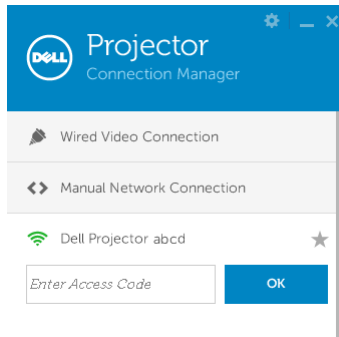 DELL
Projector
Connection Manager
Wired Video Connection
Manual Network Connection
Dell Projector abcd
Enter Access Code
OK